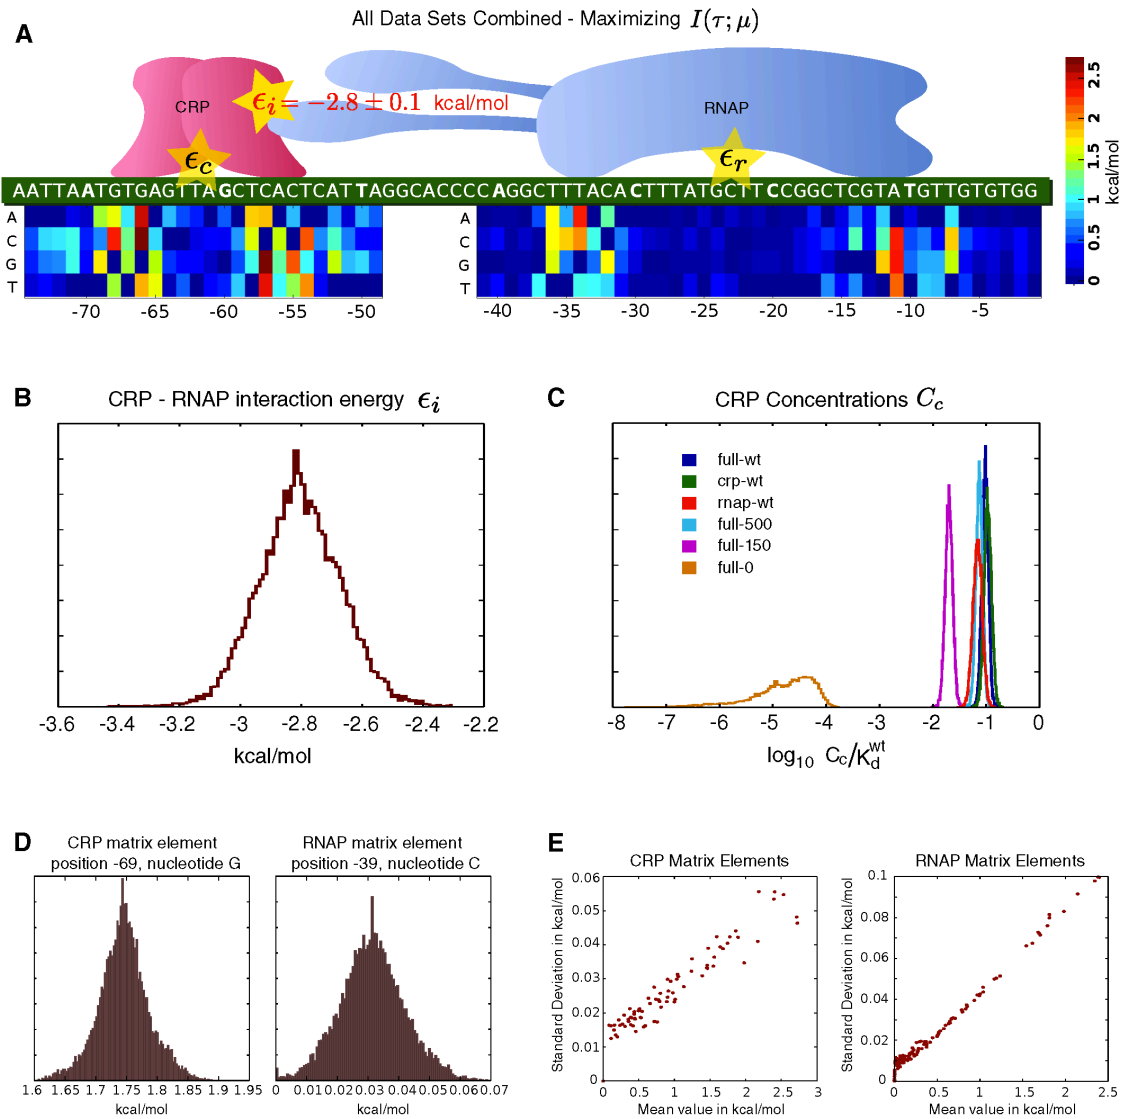 All Data Sets Combined - Maximizing I(τ;μ)
A
CRP
ϵi = −2.8 ± 0.1 kcal/mol
RNAP
ϵc
ϵr
AATTAATGTGAGTTAGCTCACTCATTAGGCACCCCAGGCTTTACACTTTATGCTTCCGGCTCGTATGTTGTGTGG
A
C
G
T
A
C
G
T
-70 -65 -60 -55 -50
-40 -35 -30 -25 -20 -15 -10 -5
2.5
2
1.5
1
0.5
0
kcal/mol
B
CRP - RNAP interaction energy ϵi
-3.6 -3.4 -3.2 -3 -2.8 -2.6 -2.4 -2.2
kcal/mol
C
CRP Concentrations Cc
full-wt
crp-wt
rnap-wt
full-500
full-150
full-0
-8 -7 -6 -5 -4 -3 -2 -1 0
log10 Cc/Kd^wt
D
CRP matrix element
position -69, nucleotide G
1.6 1.65 1.7 1.75 1.8 1.85 1.9 1.95
kcal/mol
RNAP matrix element
position -39, nucleotide C
0 0.01 0.02 0.03 0.04 0.05 0.06 0.07
kcal/mol
E
CRP Matrix Elements
Standard Deviation in kcal/mol
0.06
0.05
0.04
0.03
0.02
0.01
0
0 0.5 1 1.5 2 2.5 3
Mean value in kcal/mol
RNAP Matrix Elements
Standard Deviation in kcal/mol
0.1
0.08
0.06
0.04
0.02
0
0 0.5 1 1.5 2 2.5
Mean value in kcal/mol